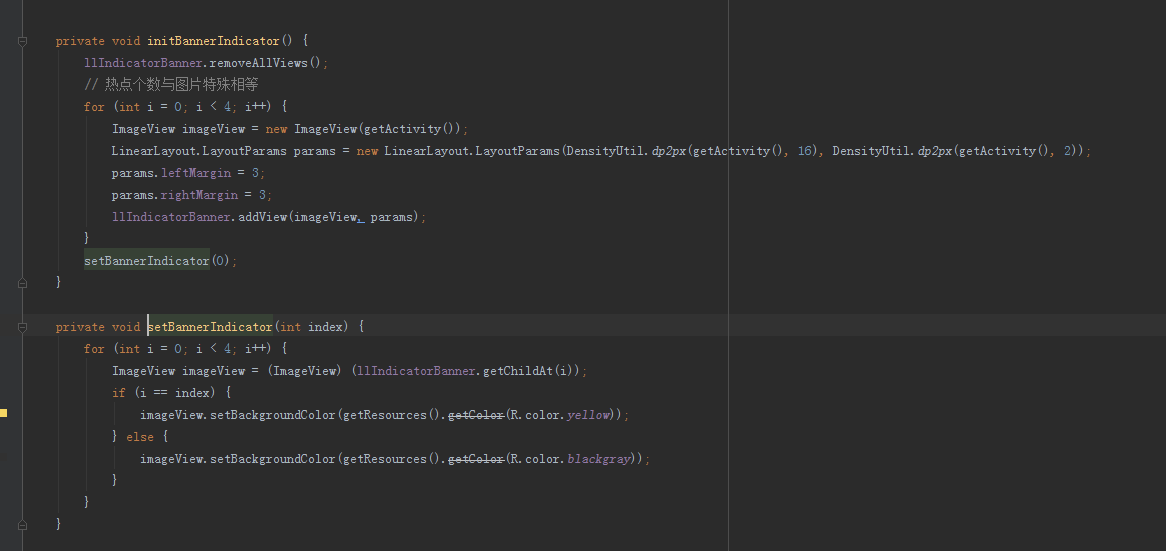 private void initBannerIndicator() {
llIndicatorBanner.removeAllViews();
// 热点个数与图片特殊相等
for (int i = 0; i < 4; i++) {
ImageView imageView = new ImageView(getActivity());
LinearLayout.LayoutParams params = new LinearLayout.LayoutParams(DensityUtil.dp2px(getActivity(), 16), DensityUtil.dp2px(getActivity(), 2));
params.leftMargin = 3;
params.rightMargin = 3;
llIndicatorBanner.addView(imageView, params);
}
setBannerIndicator(0);
}
private void setBannerIndicator(int index) {
for (int i = 0; i < 4; i++) {
ImageView imageView = (ImageView) (llIndicatorBanner.getChildAt(i));
if (i == index) {
imageView.setBackgroundColor(getResources().getColor(R.color.yellow));
} else {
imageView.setBackgroundColor(getResources().getColor(R.color.blackgray));
}
}
}